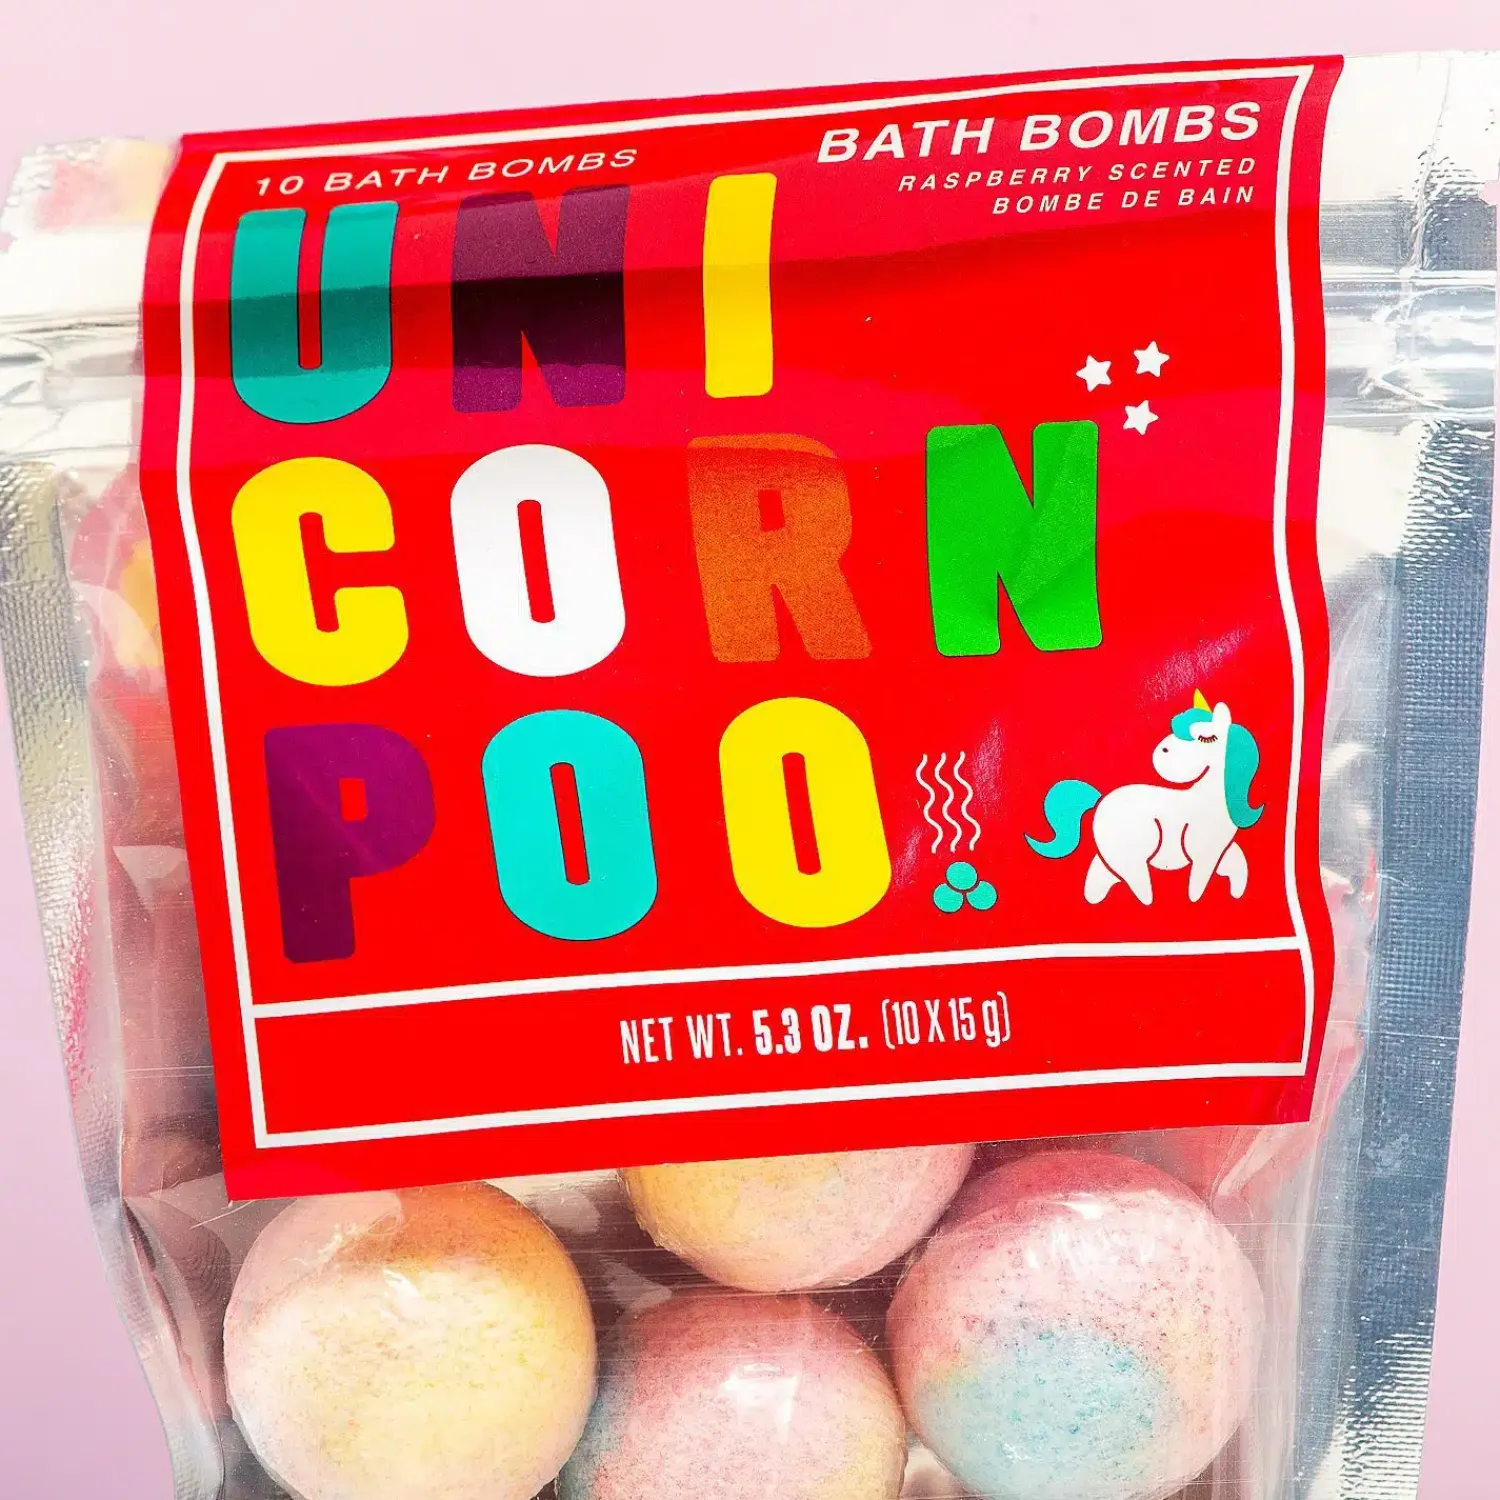 10 BATH BOMBS
BATH BOMBS
RASPBERRY SCENTED
BOMBE DE BAIN
UNI
CORN
POO
NET WT. 5.3 OZ. (10 X 15 g)